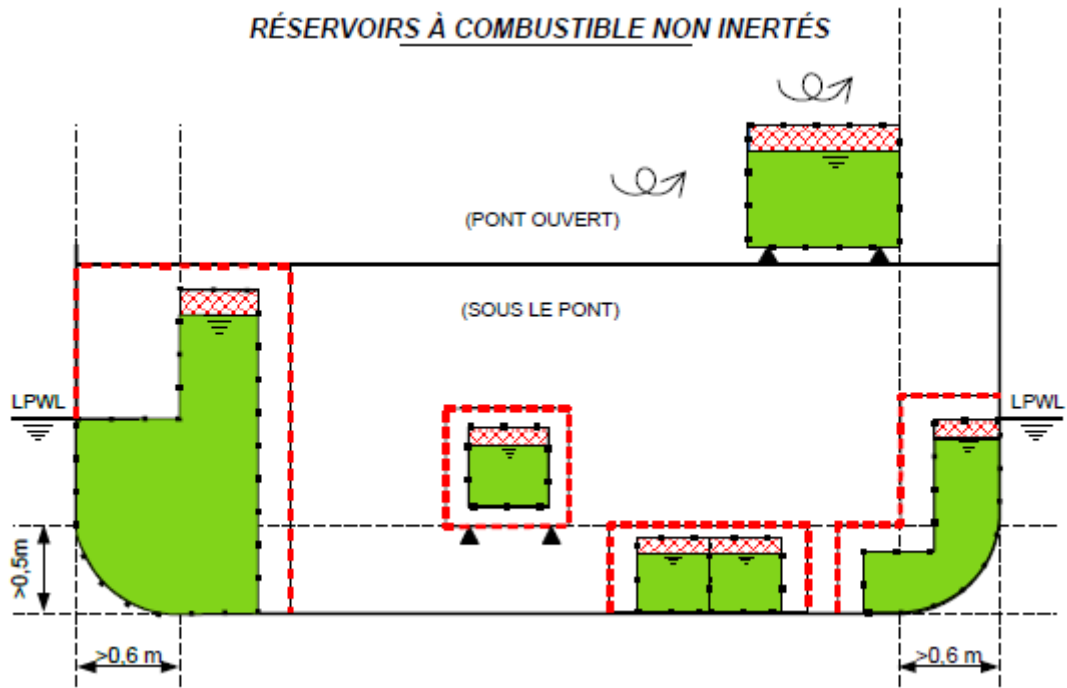 RÉSERVOIRS À COMBUSTIBLE NON INERTÉS
(PONT OUVERT)
(SOUS LE PONT)
LPWL
LPWL
>0,5m
>0,6 m
>0,6 m